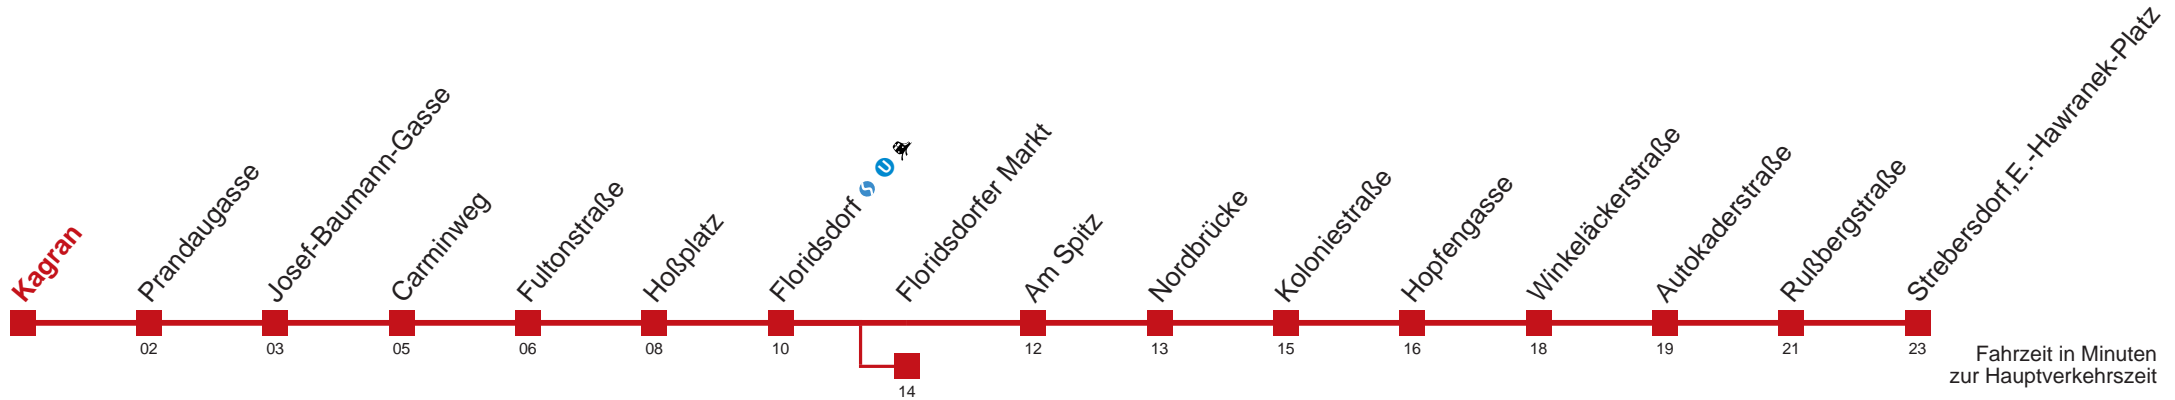 Kagran
Prandaugasse
Josef-Baumann-Gasse
Carminweg
Fultonstraße
Hoßplatz
Floridsdorf S U
Floridsdorfer Markt
Am Spitz
Nordbrücke
Koloniestraße
Hopfengasse
Winkeläckerstraße
Autokaderstraße
Rußbergstraße
Strebersdorf,E.-Hawranek-Platz
02
03
05
06
08
10
14
12
13
15
16
18
19
21
23
Fahrzeit in Minuten
zur Hauptverkehrszeit